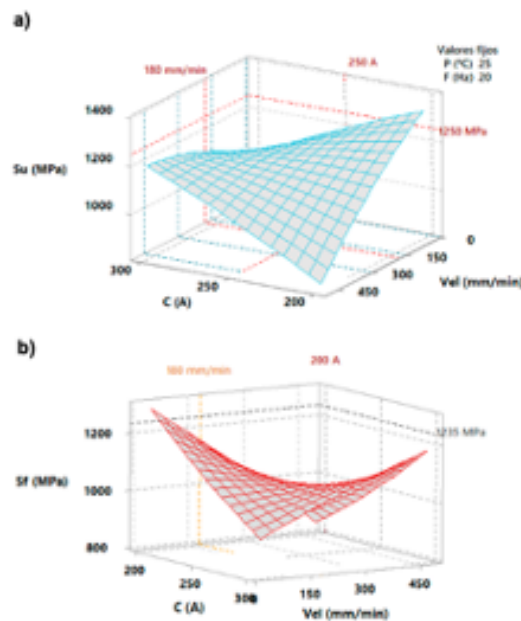 a)
180 mm/min
250 A
Valores fijos
P (°C) 25
F (Hz) 20
1400
1250 MPa
1200
Su (MPa)
1000
0
150
300
450
Vel (mm/min)
300
250
200
C (A)
b)
180 mm/min
280 A
1200
1235 MPa
Sf (MPa)
1000
800
200
250
300
C (A)
150
300
450
Vel (mm/min)